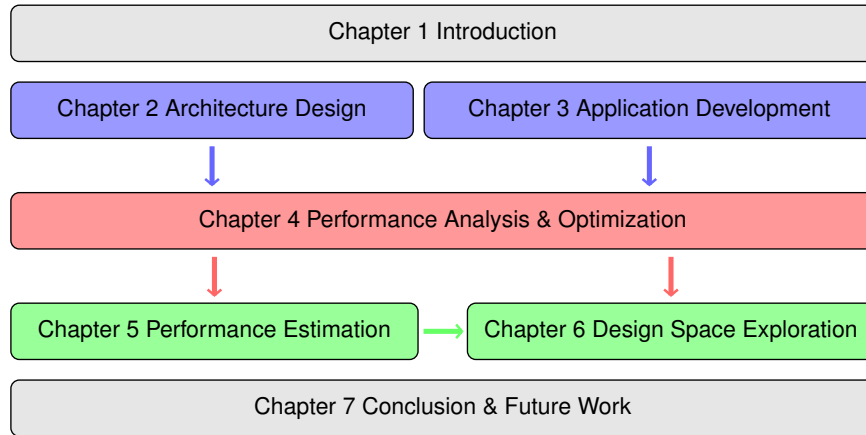 Chapter 1 Introduction
Chapter 2 Architecture Design
Chapter 3 Application Development
Chapter 4 Performance Analysis & Optimization
Chapter 5 Performance Estimation
Chapter 6 Design Space Exploration
Chapter 7 Conclusion & Future Work